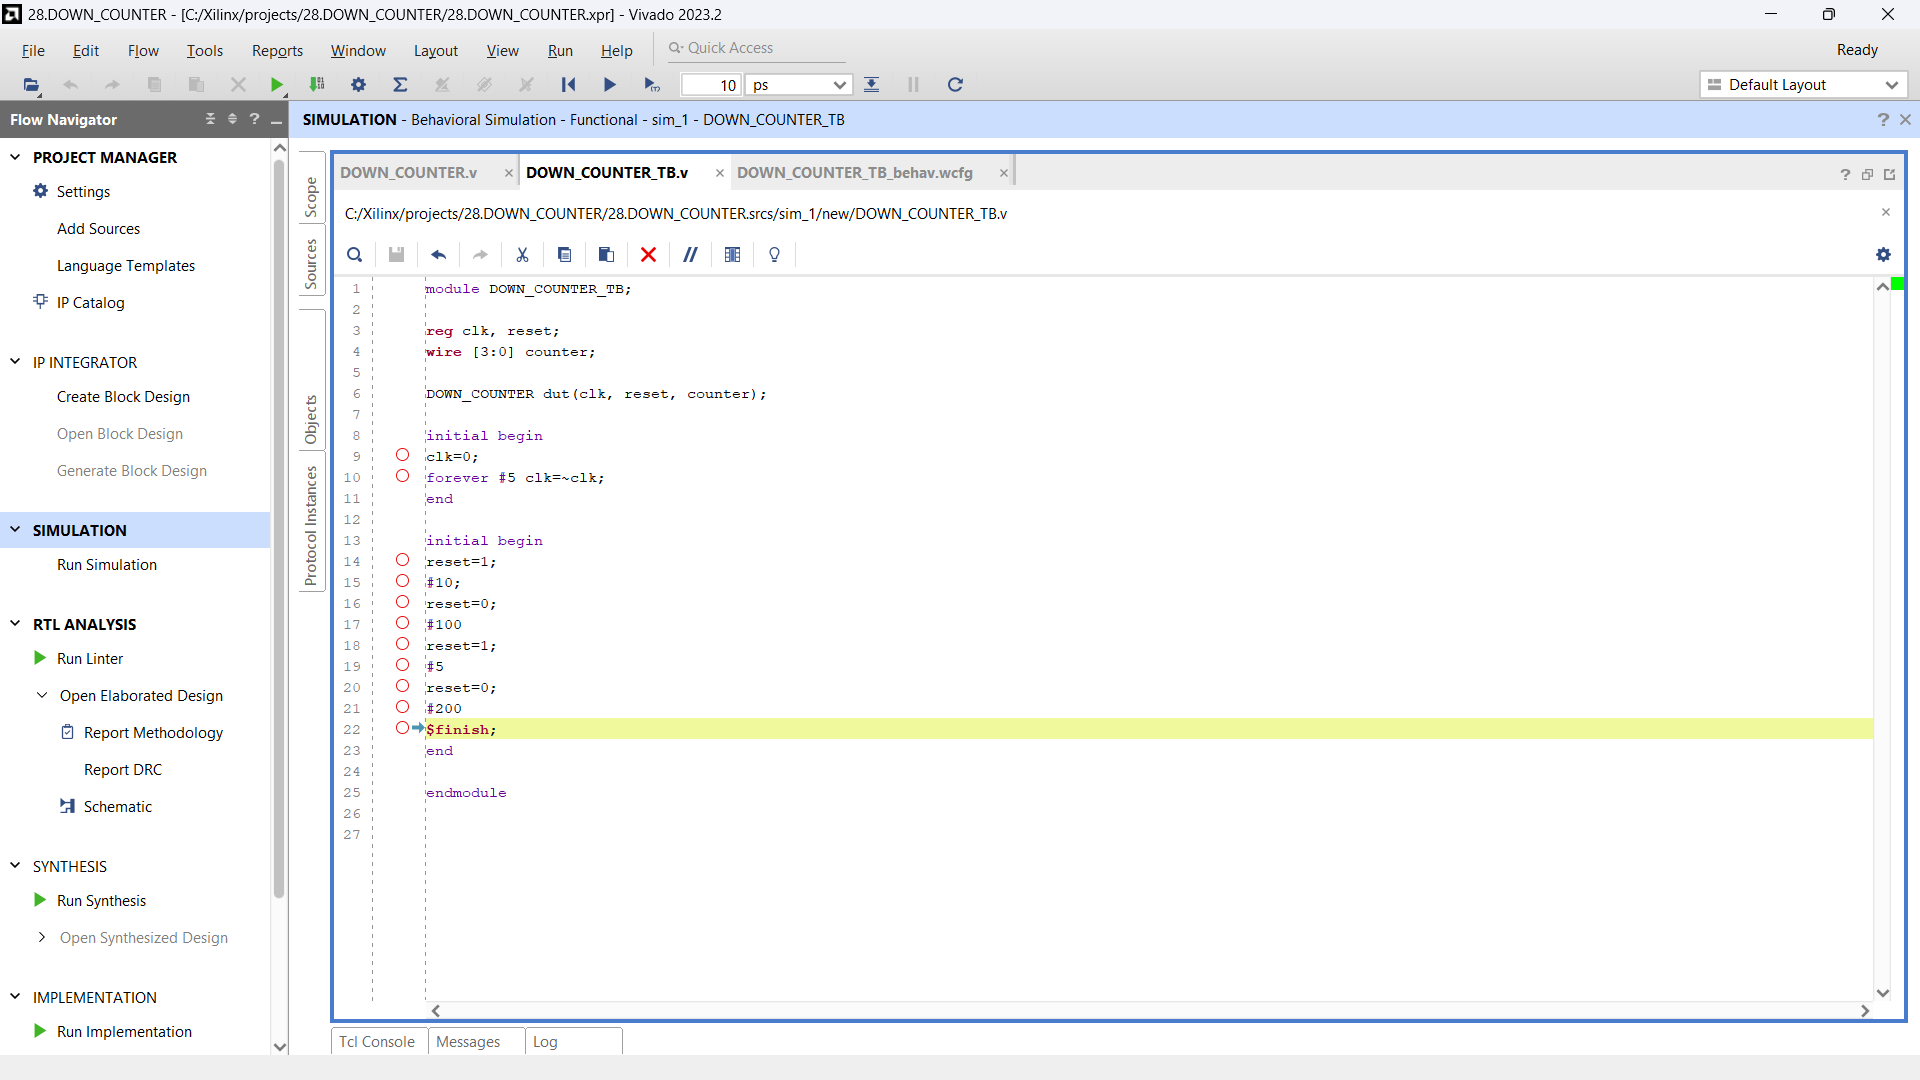 28.DOWN_COUNTER - [C:/Xilinx/projects/28.DOWN_COUNTER/28.DOWN_COUNTER.xpr] - Vivado 2023.2
File Edit Flow Tools Reports Window Layout View Run Help Quick Access Ready
10 ps Default Layout
Flow Navigator
SIMULATION - Behavioral Simulation - Functional - sim_1 - DOWN_COUNTER_TB
PROJECT MANAGER
Settings
Add Sources
Language Templates
IP Catalog
IP INTEGRATOR
Create Block Design
Open Block Design
Generate Block Design
SIMULATION
Run Simulation
RTL ANALYSIS
Run Linter
Open Elaborated Design
Report Methodology
Report DRC
Schematic
SYNTHESIS
Run Synthesis
Open Synthesized Design
IMPLEMENTATION
Run Implementation
Scope
Sources
Objects
Protocol Instances
DOWN_COUNTER.v DOWN_COUNTER_TB.v DOWN_COUNTER_TB_behav.wcfg
C:/Xilinx/projects/28.DOWN_COUNTER/28.DOWN_COUNTER.srcs/sim_1/new/DOWN_COUNTER_TB.v
1 module DOWN_COUNTER_TB;
2
3 reg clk, reset;
4 wire [3:0] counter;
5
6 DOWN_COUNTER dut(clk, reset, counter);
7
8 initial begin
9 clk=0;
10 forever #5 clk=~clk;
11 end
12
13 initial begin
14 reset=1;
15 #10;
16 reset=0;
17 #100
18 reset=1;
19 #5
20 reset=0;
21 #200
22 $finish;
23 end
24
25 endmodule
26
27
Tcl Console Messages Log